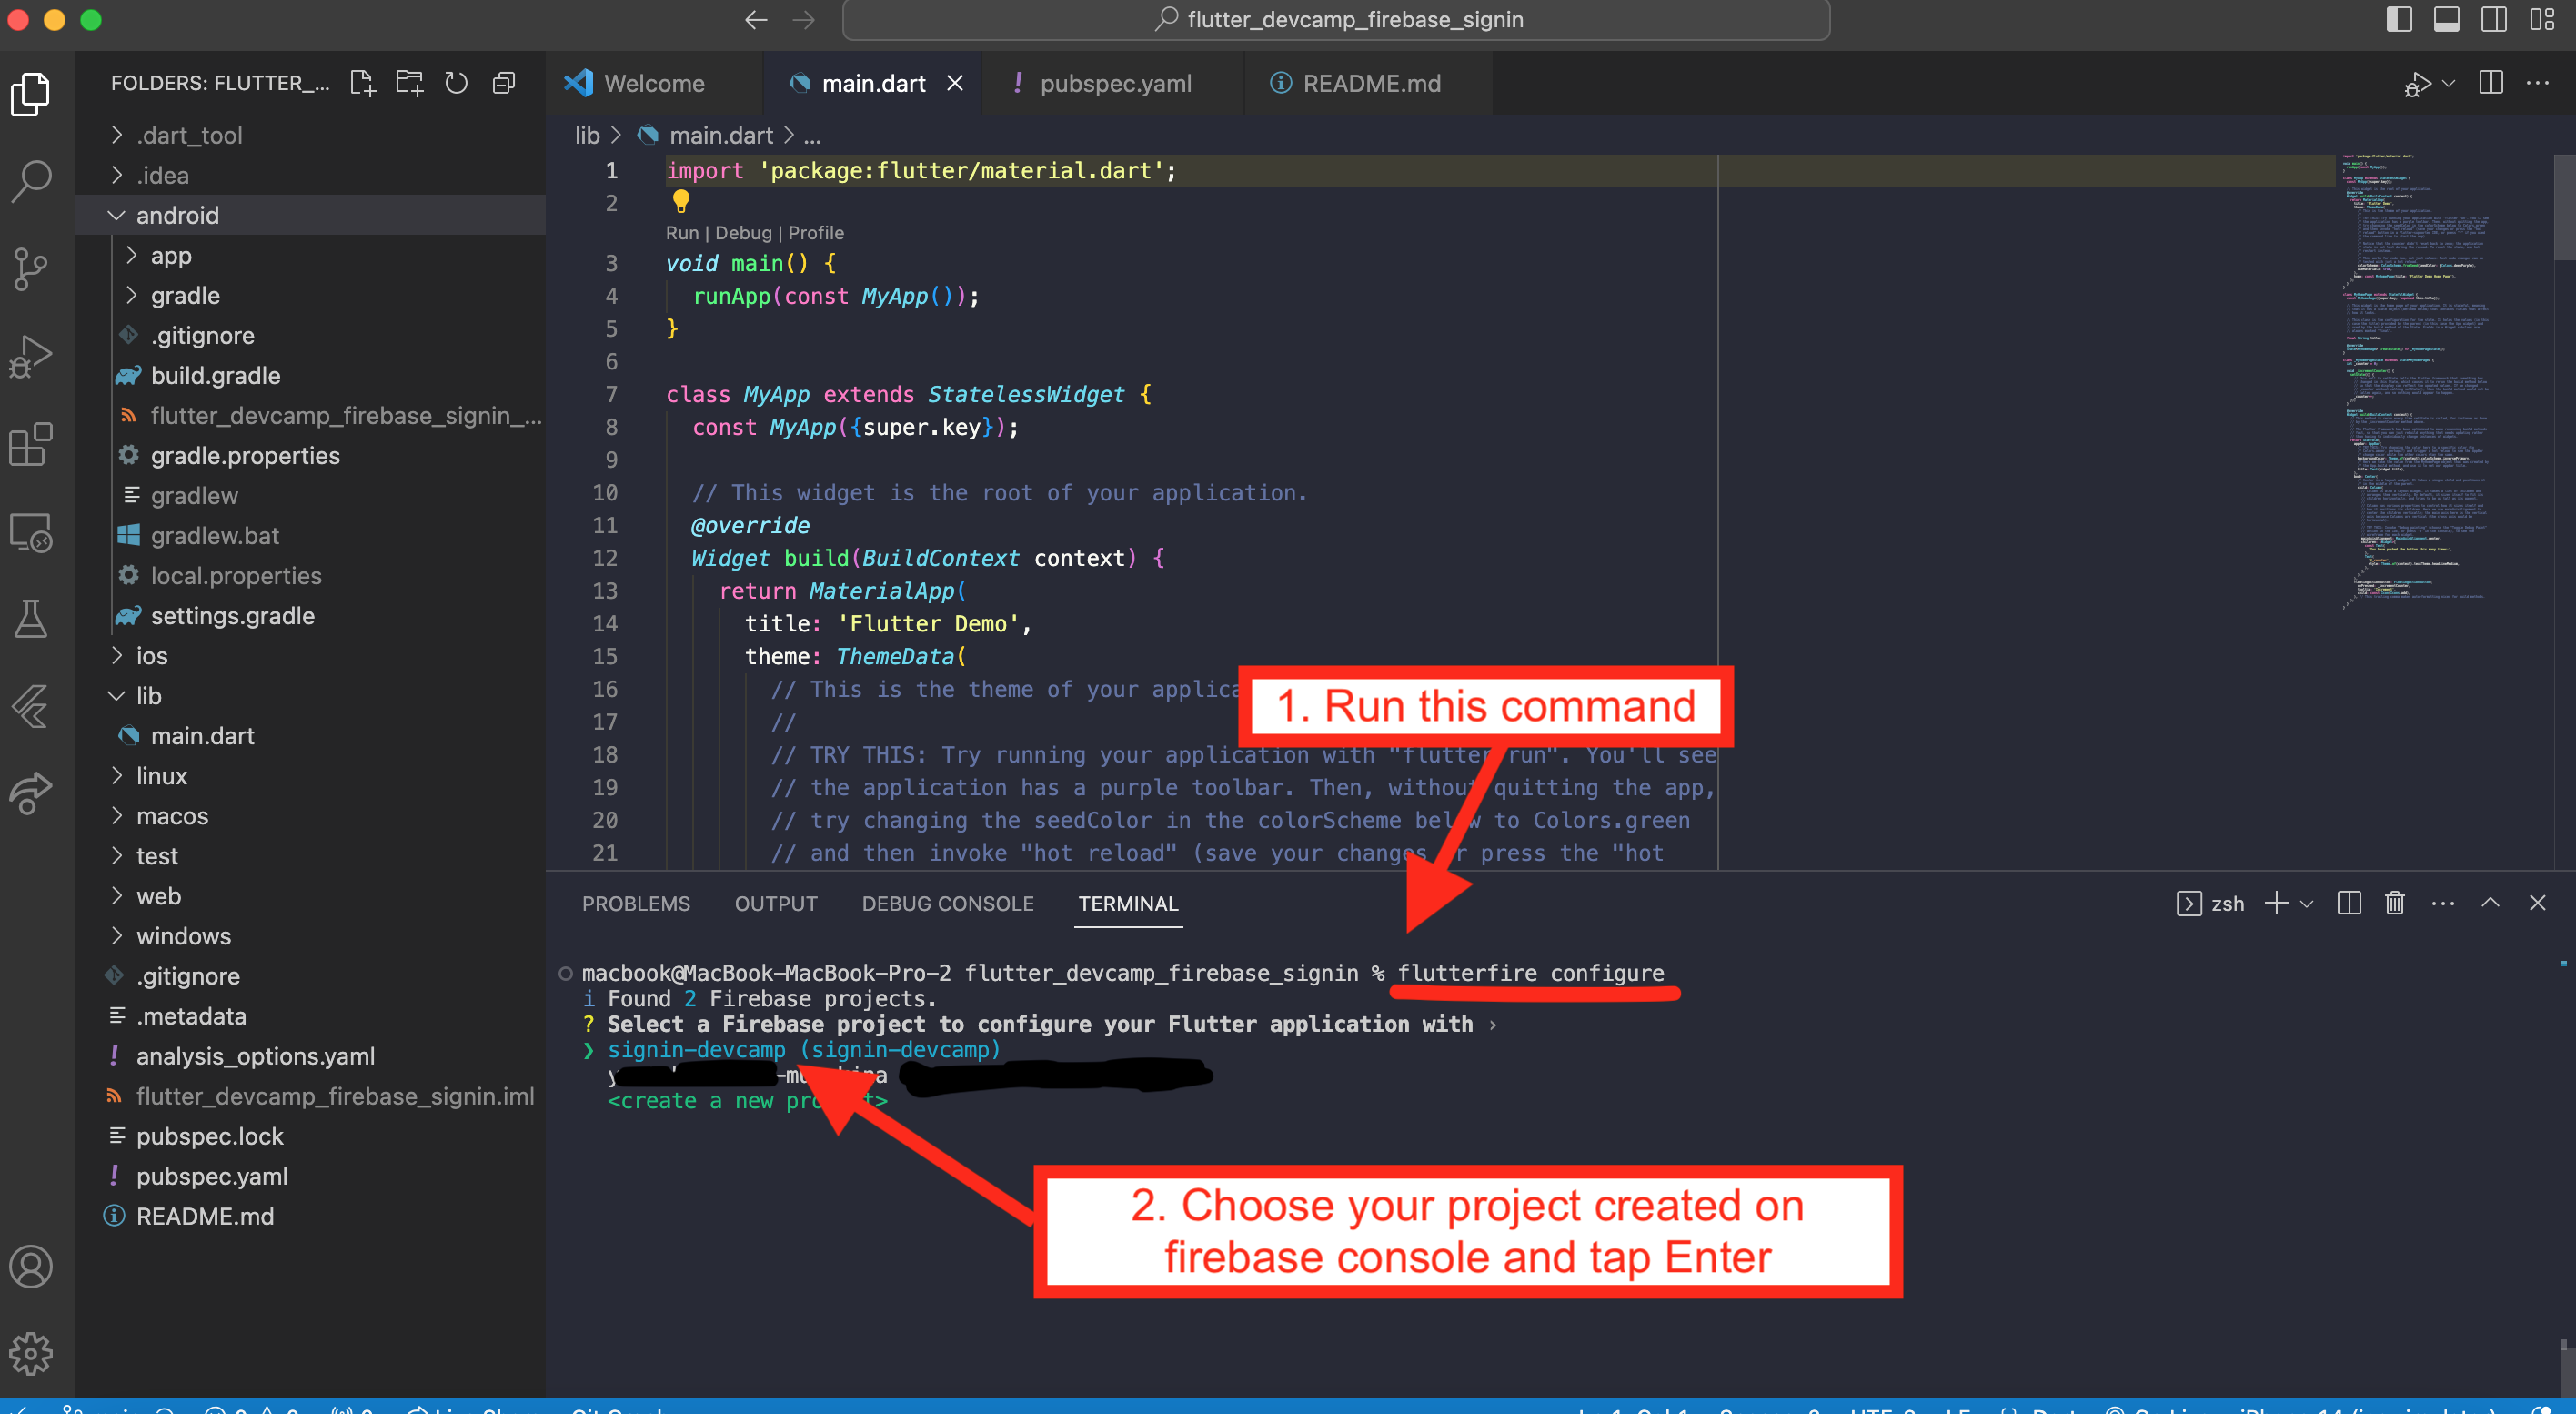 flutter_devcamp_firebase_signin
FOLDERS: FLUTTER_...
.dart_tool
.idea
android
app
gradle
.gitignore
build.gradle
flutter_devcamp_firebase_signin_...
gradle.properties
gradlew
gradlew.bat
local.properties
settings.gradle
ios
lib
main.dart
linux
macos
test
web
windows
.gitignore
.metadata
analysis_options.yaml
flutter_devcamp_firebase_signin.iml
pubspec.lock
pubspec.yaml
README.md
Welcome
main.dart
pubspec.yaml
README.md
lib > main.dart > ...
1 import 'package:flutter/material.dart';
2
Run | Debug | Profile
3 void main() {
4 runApp(const MyApp());
5 }
6
7 class MyApp extends StatelessWidget {
8 const MyApp({super.key});
9
10 // This widget is the root of your application.
11 @override
12 Widget build(BuildContext context) {
13 return MaterialApp(
14 title: 'Flutter Demo',
15 theme: ThemeData(
16 // This is the theme of your
17 //
18 // TRY THIS: Try running your application with "flutter run". You'll see
19 // the application has a purple toolbar. Then, without quitting the app,
20 // try changing the seedColor in the colorScheme below to Colors.green
21 // and then invoke "hot reload" (save your changes or press the "hot
1. Run this command
PROBLEMS OUTPUT DEBUG CONSOLE TERMINAL
zsh
macbook@MacBook-MacBook-Pro-2 flutter_devcamp_firebase_signin % flutterfire configure
i Found 2 Firebase projects.
? Select a Firebase project to configure your Flutter application with ›
❯ signin-devcamp (signin-devcamp)
<create a new project>
2. Choose your project created on
firebase console and tap Enter